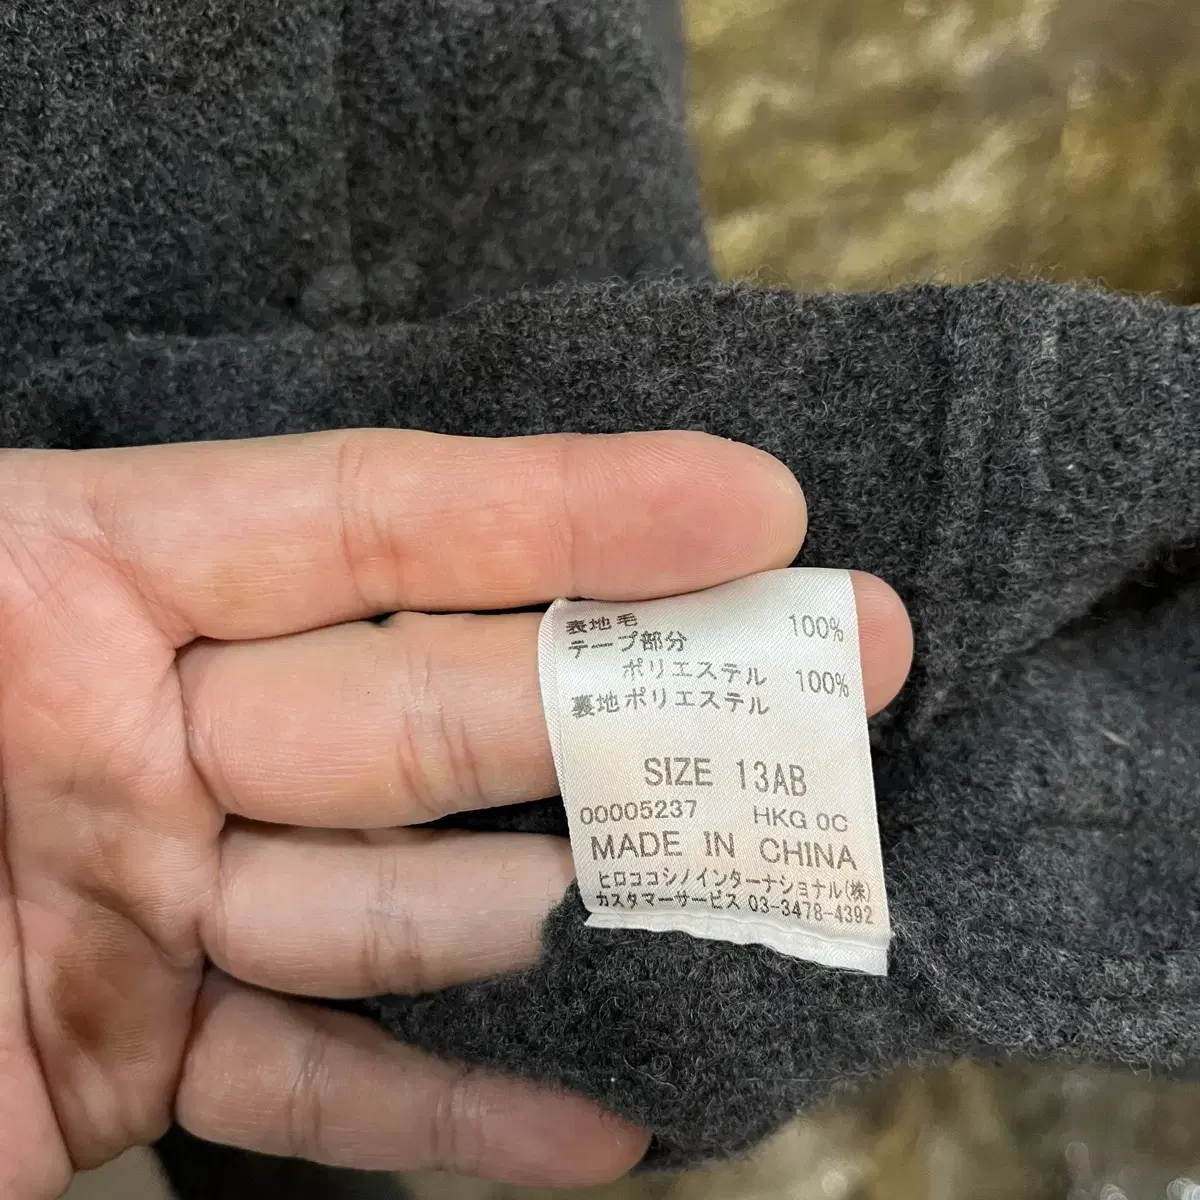 表地毛 100%
テープ部分
ポリエステル 100%
裏地ポリエステル
SIZE 13AB
00005237 HKG 0C
MADE IN CHINA
ヒロココシノインターナショナル(株)
カスタマーサービス 03-3478-4392